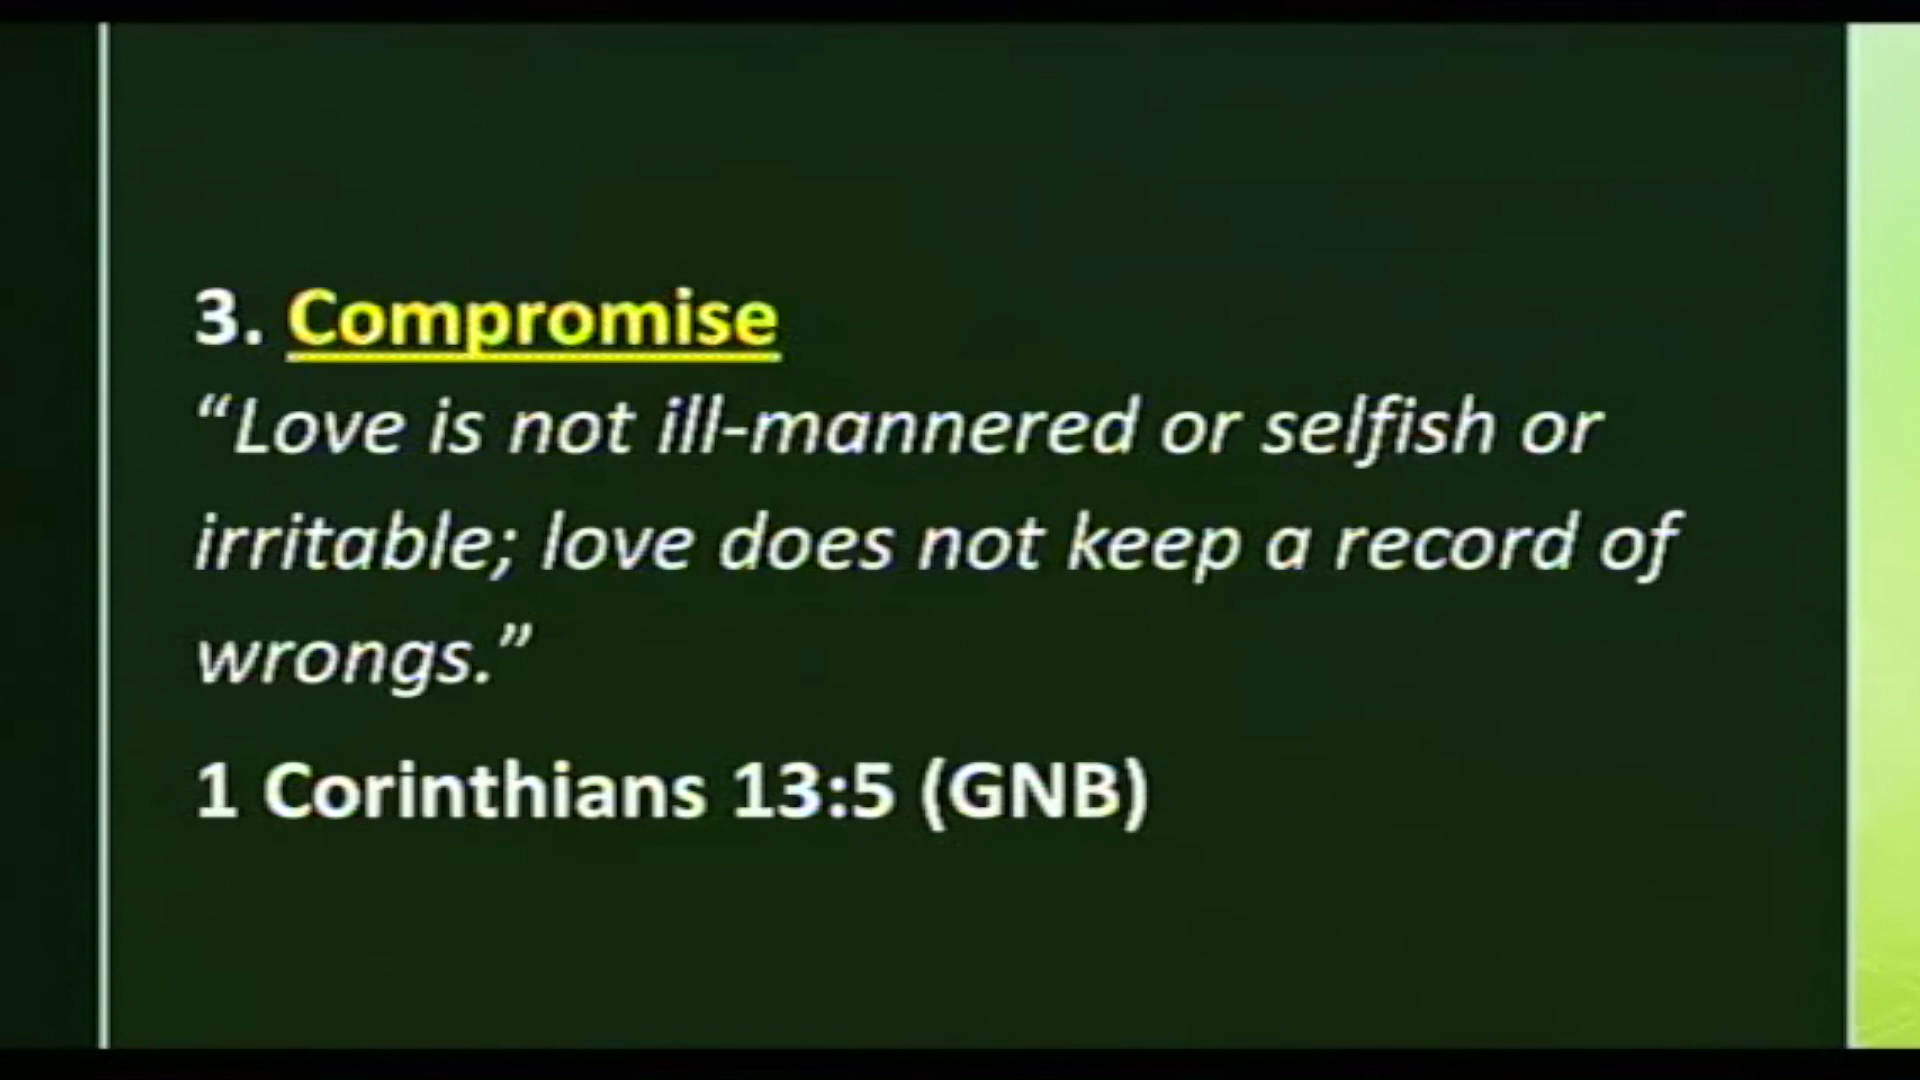 3. Compromise
“Love is not ill-mannered or selfish or
irritable; love does not keep a record of
wrongs.”
1 Corinthians 13:5 (GNB)